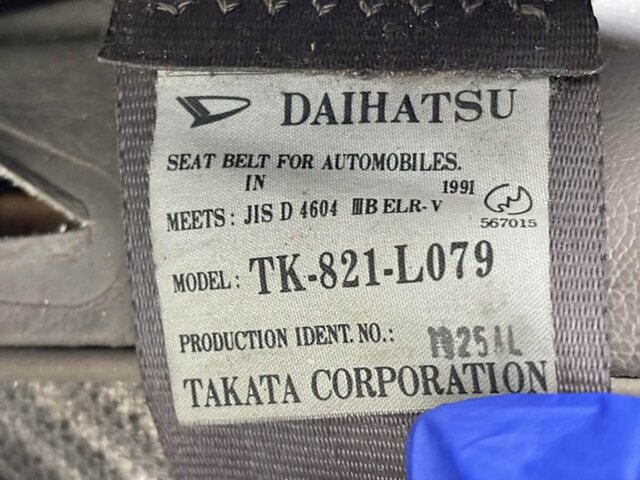 DAIHATSU
SEAT BELT FOR AUTOMOBILES.
IN 1991
MEETS: JIS D 4604 ⅢB ELR-V
567015
MODEL: TK-821-L079
PRODUCTION IDENT. NO.:
TAKATA CORPORATION